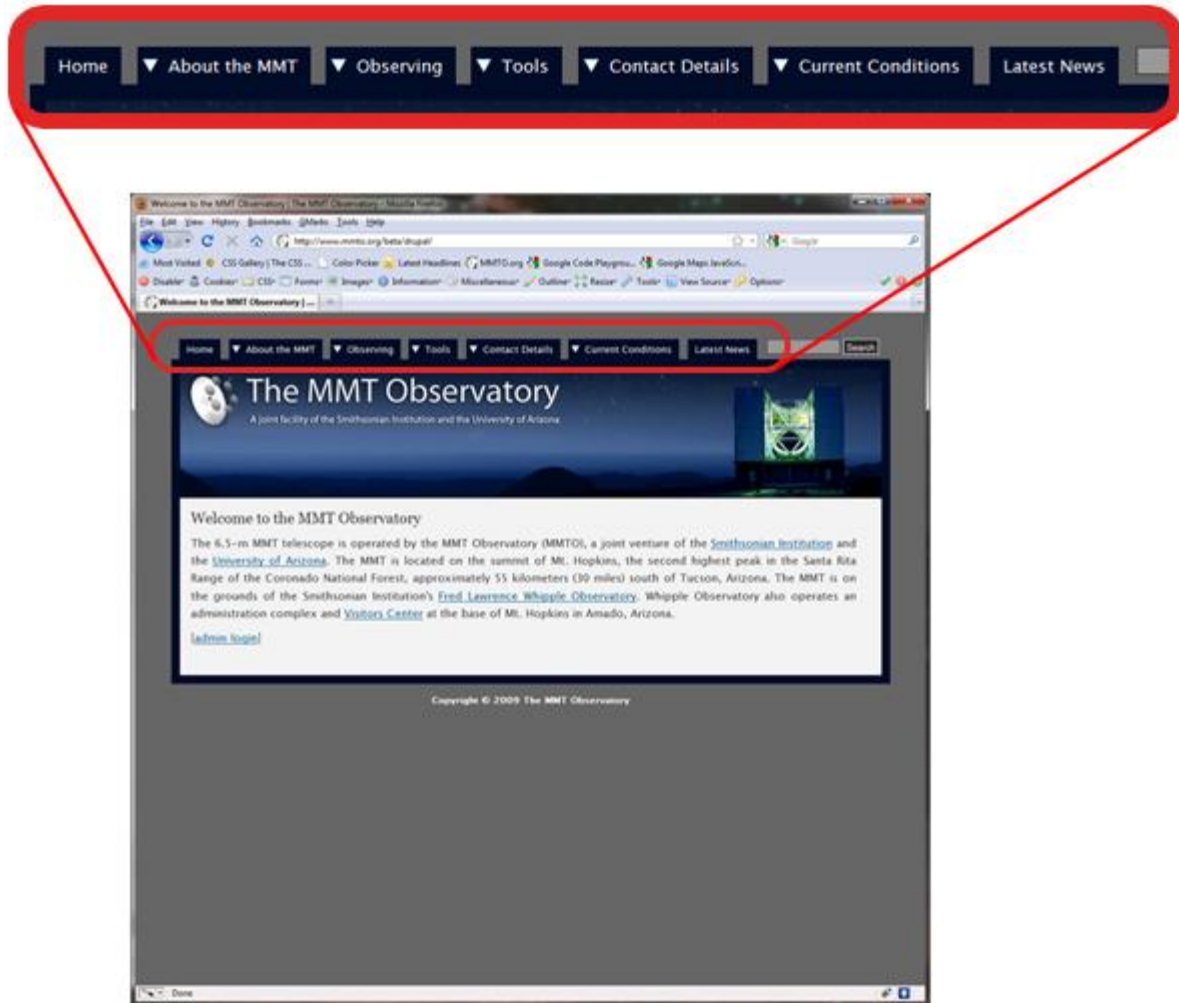 Home ▼ About the MMT ▼ Observing ▼ Tools ▼ Contact Details ▼ Current Conditions Latest News
Welcome to the MMT Observatory | The MMT Observatory - Mozilla Firefox
File Edit View History Bookmarks GMarks Tools Help
http://www.mmto.org/beta/drupal/ Google
Most Visited CSS Gallery | The CSS ... Color Picker Latest Headlines MMTO.org Google Code Playgrou... Google Maps JavaScri...
Disable Cookies CSS Forms Images Information Miscellaneous Outline Resize Tools View Source Options
Welcome to the MMT Observatory | ...
Home ▼ About the MMT ▼ Observing ▼ Tools ▼ Contact Details ▼ Current Conditions Latest News Search
The MMT Observatory
A joint facility of the Smithsonian Institution and the University of Arizona
Welcome to the MMT Observatory
The 6.5-m MMT telescope is operated by the MMT Observatory (MMTO), a joint venture of the Smithsonian Institution and
the University of Arizona. The MMT is located on the summit of Mt. Hopkins, the second highest peak in the Santa Rita
Range of the Coronado National Forest, approximately 55 kilometers (30 miles) south of Tucson, Arizona. The MMT is on
the grounds of the Smithsonian Institution's Fred Lawrence Whipple Observatory. Whipple Observatory also operates an
administration complex and Visitors Center at the base of Mt. Hopkins in Amado, Arizona.
[admin login]
Copyright © 2009 The MMT Observatory
Done